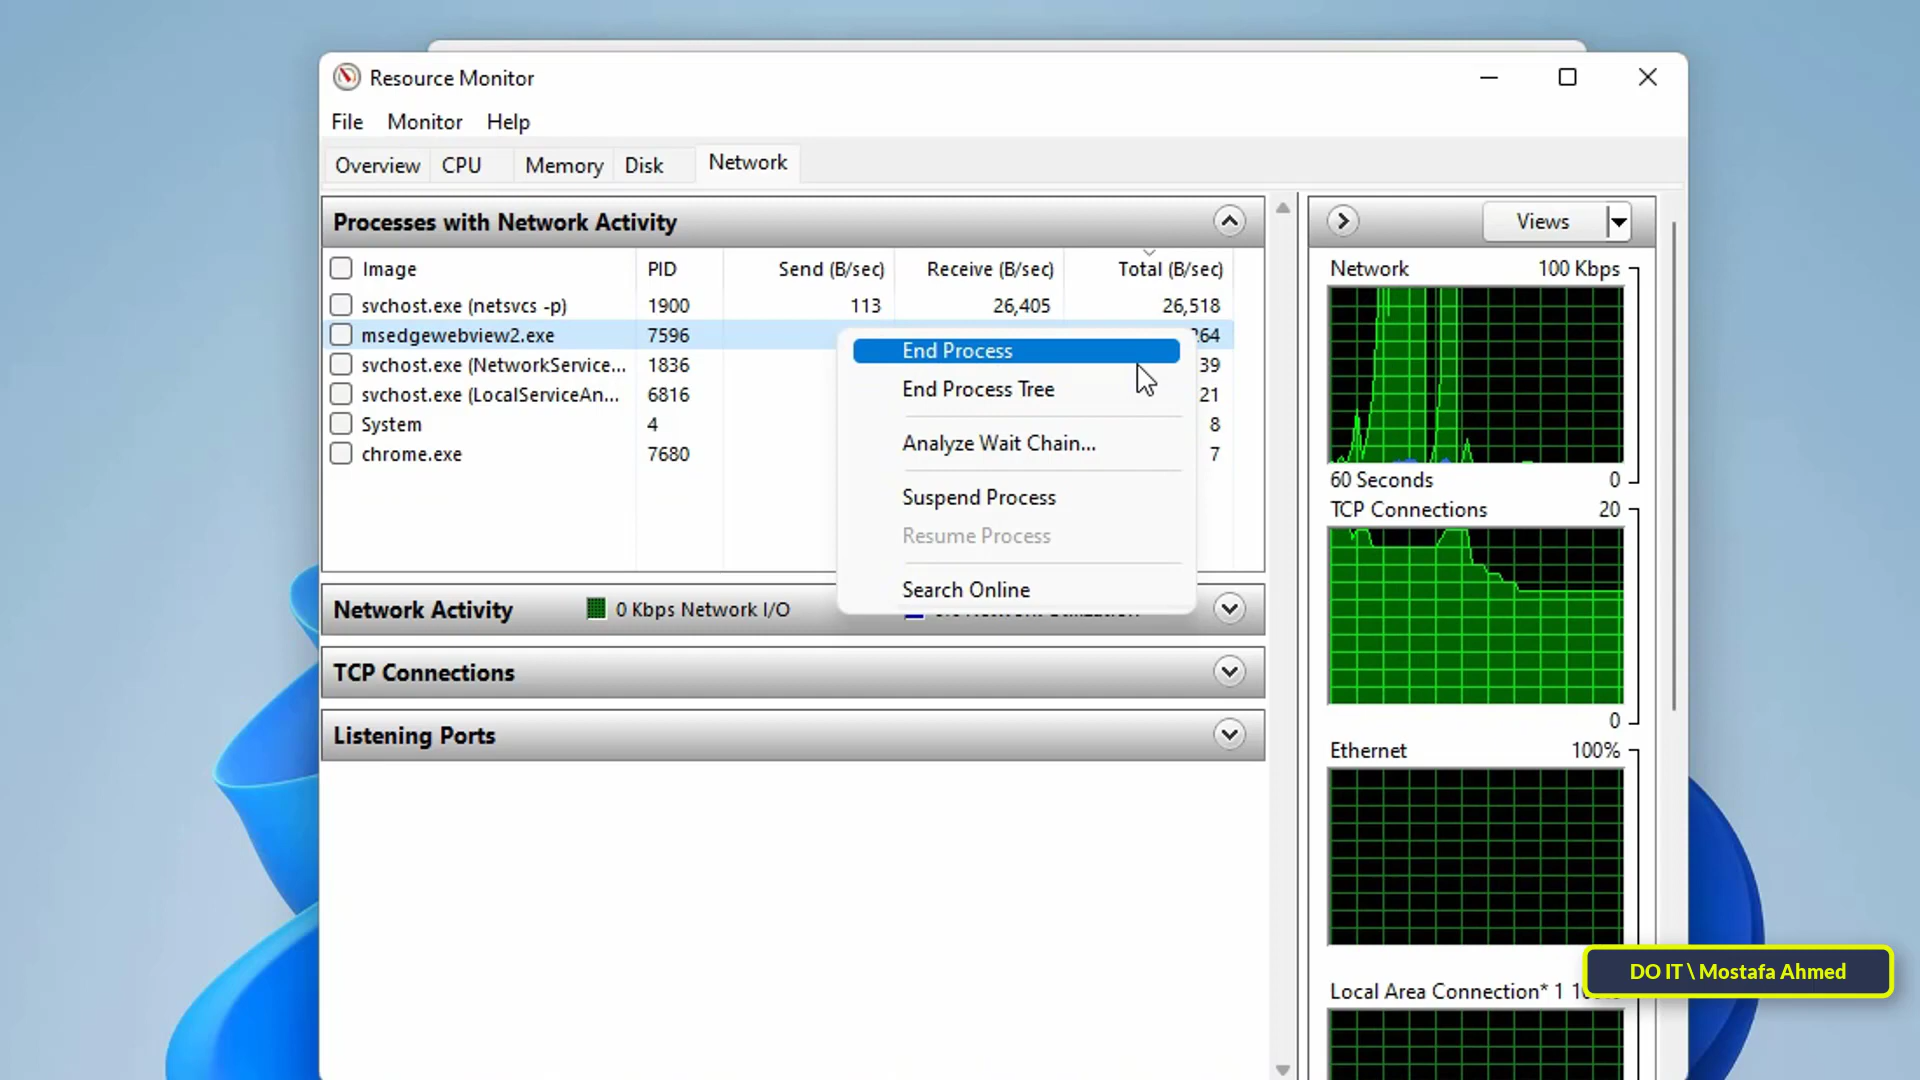 Resource Monitor
File Monitor Help
Overview CPU Memory Disk Network
Processes with Network Activity
Image PID Send (B/sec) Receive (B/sec) Total (B/sec)
svchost.exe (netsvcs -p) 1900 113 26,405 26,518
msedgewebview2.exe 7596 264
svchost.exe (NetworkService... 1836 39
svchost.exe (LocalServiceAn... 6816 21
System 4 8
chrome.exe 7680 7
End Process
End Process Tree
Analyze Wait Chain...
Suspend Process
Resume Process
Search Online
Network Activity 0 Kbps Network I/O
TCP Connections
Listening Ports
Views
Network 100 Kbps
60 Seconds 0
TCP Connections 20
0
Ethernet 100%
Local Area Connection* 1
DO IT \ Mostafa Ahmed